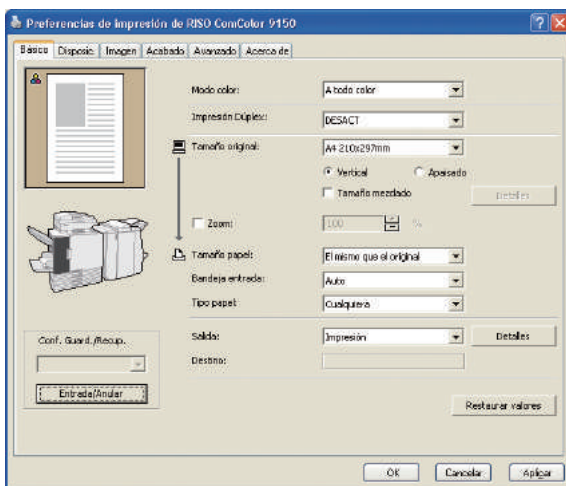 Preferencias de impresión de RISO ComColor 9150
Básico Disposic. Imagen Acabado Avanzado Acerca de
Modo color: A todo color
Impresión Dúplex: DESACT
Tamaño original: A4 210x297mm
Vertical Apaisado
Tamaño mezclado Detalles
Zoom: 100 %
Tamaño papel: El mismo que el original
Bandeja entrada: Auto
Tipo papel: Cualquiera
Conf. Guard./Recup.
Salida: Impresión Detalles
Destino:
Entrada/Anular
Restaurar valores
OK Cancelar Aplicar